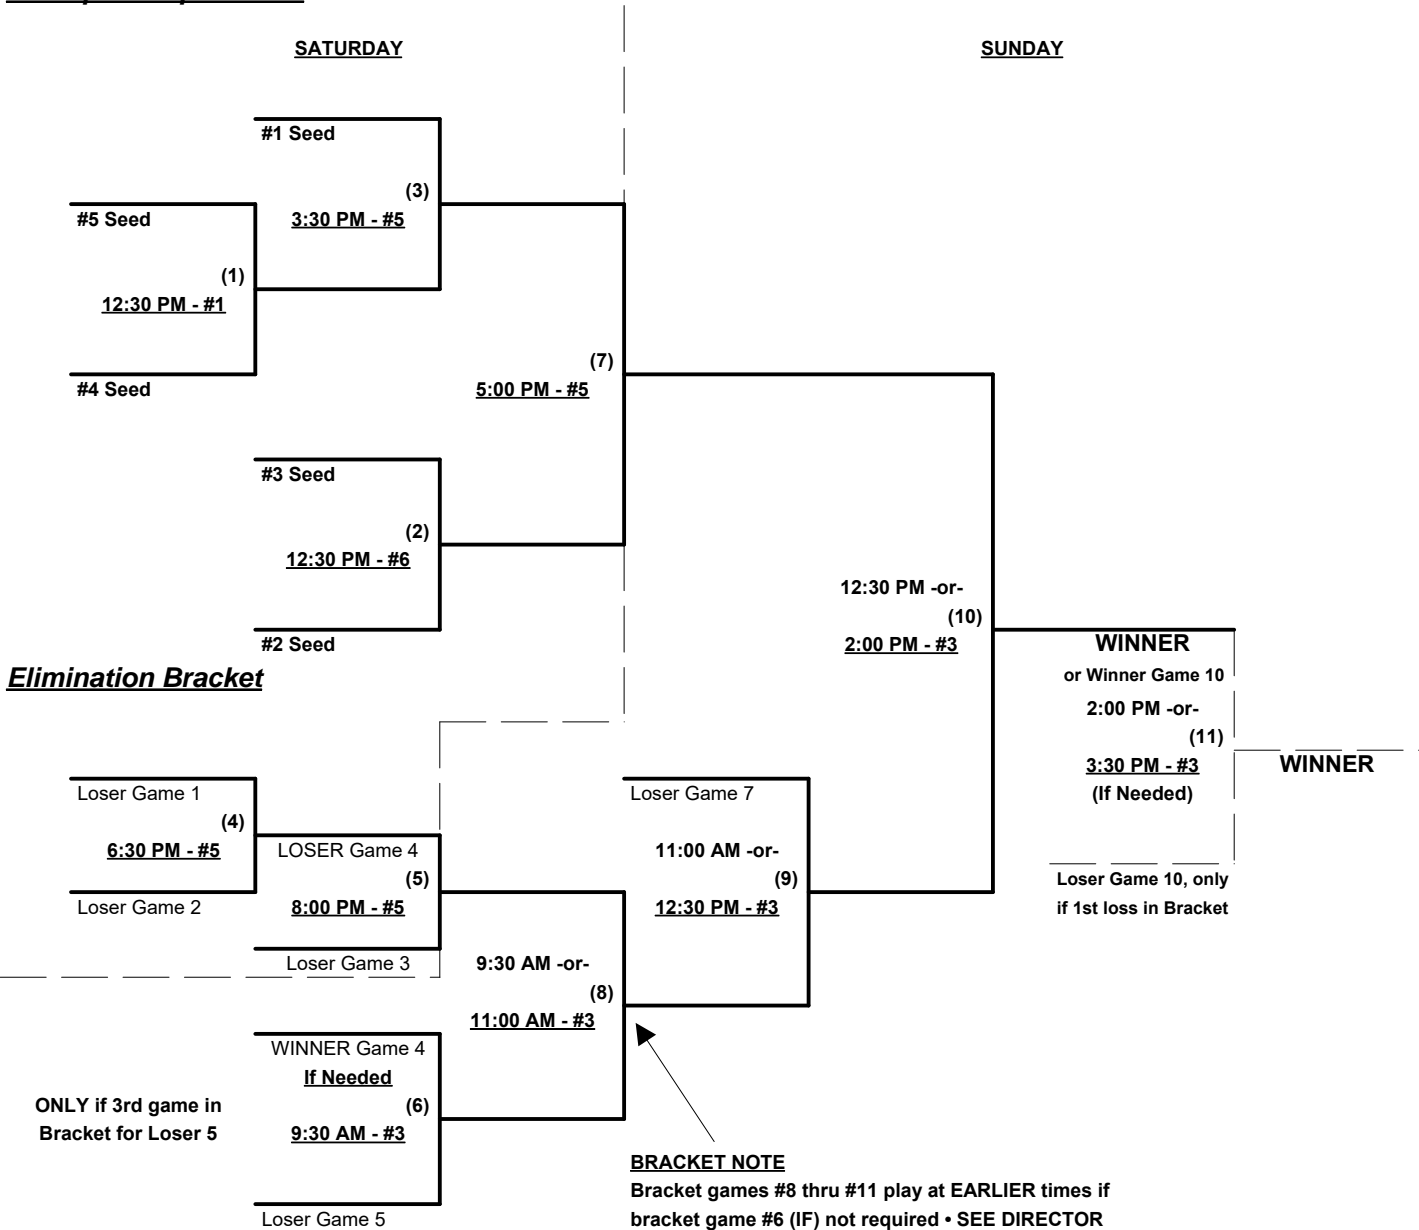 SATURDAY
SUNDAY
#1 Seed
(3)
3:30 PM - #5
#5 Seed
(1)
12:30 PM - #1
#4 Seed
(7)
5:00 PM - #5
#3 Seed
(2)
12:30 PM - #6
#2 Seed
12:30 PM -or-
(10)
2:00 PM - #3
WINNER
or Winner Game 10
2:00 PM -or-
(11)
3:30 PM - #3
(If Needed)
WINNER
Loser Game 10, only
if 1st loss in Bracket
Elimination Bracket
Loser Game 1
(4)
6:30 PM - #5
Loser Game 2
LOSER Game 4
(5)
8:00 PM - #5
Loser Game 3
Loser Game 7
11:00 AM -or-
(9)
12:30 PM - #3
9:30 AM -or-
(8)
11:00 AM - #3
WINNER Game 4
If Needed
(6)
9:30 AM - #3
Loser Game 5
ONLY if 3rd game in
Bracket for Loser 5
BRACKET NOTE
Bracket games #8 thru #11 play at EARLIER times if
bracket game #6 (IF) not required • SEE DIRECTOR